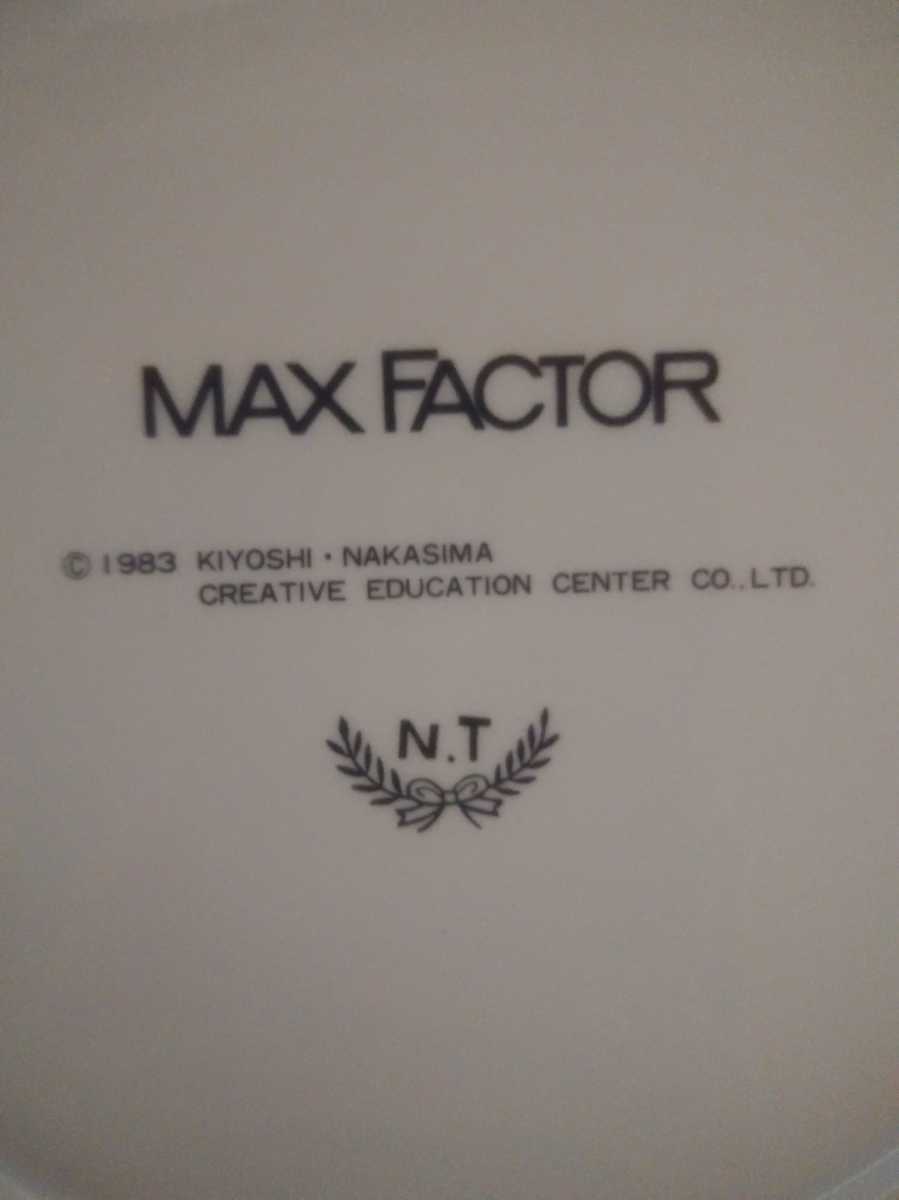 MAX FACTOR
© 1983 KIYOSHI・NAKASIMA
CREATIVE EDUCATION CENTER CO.,LTD.
N.T